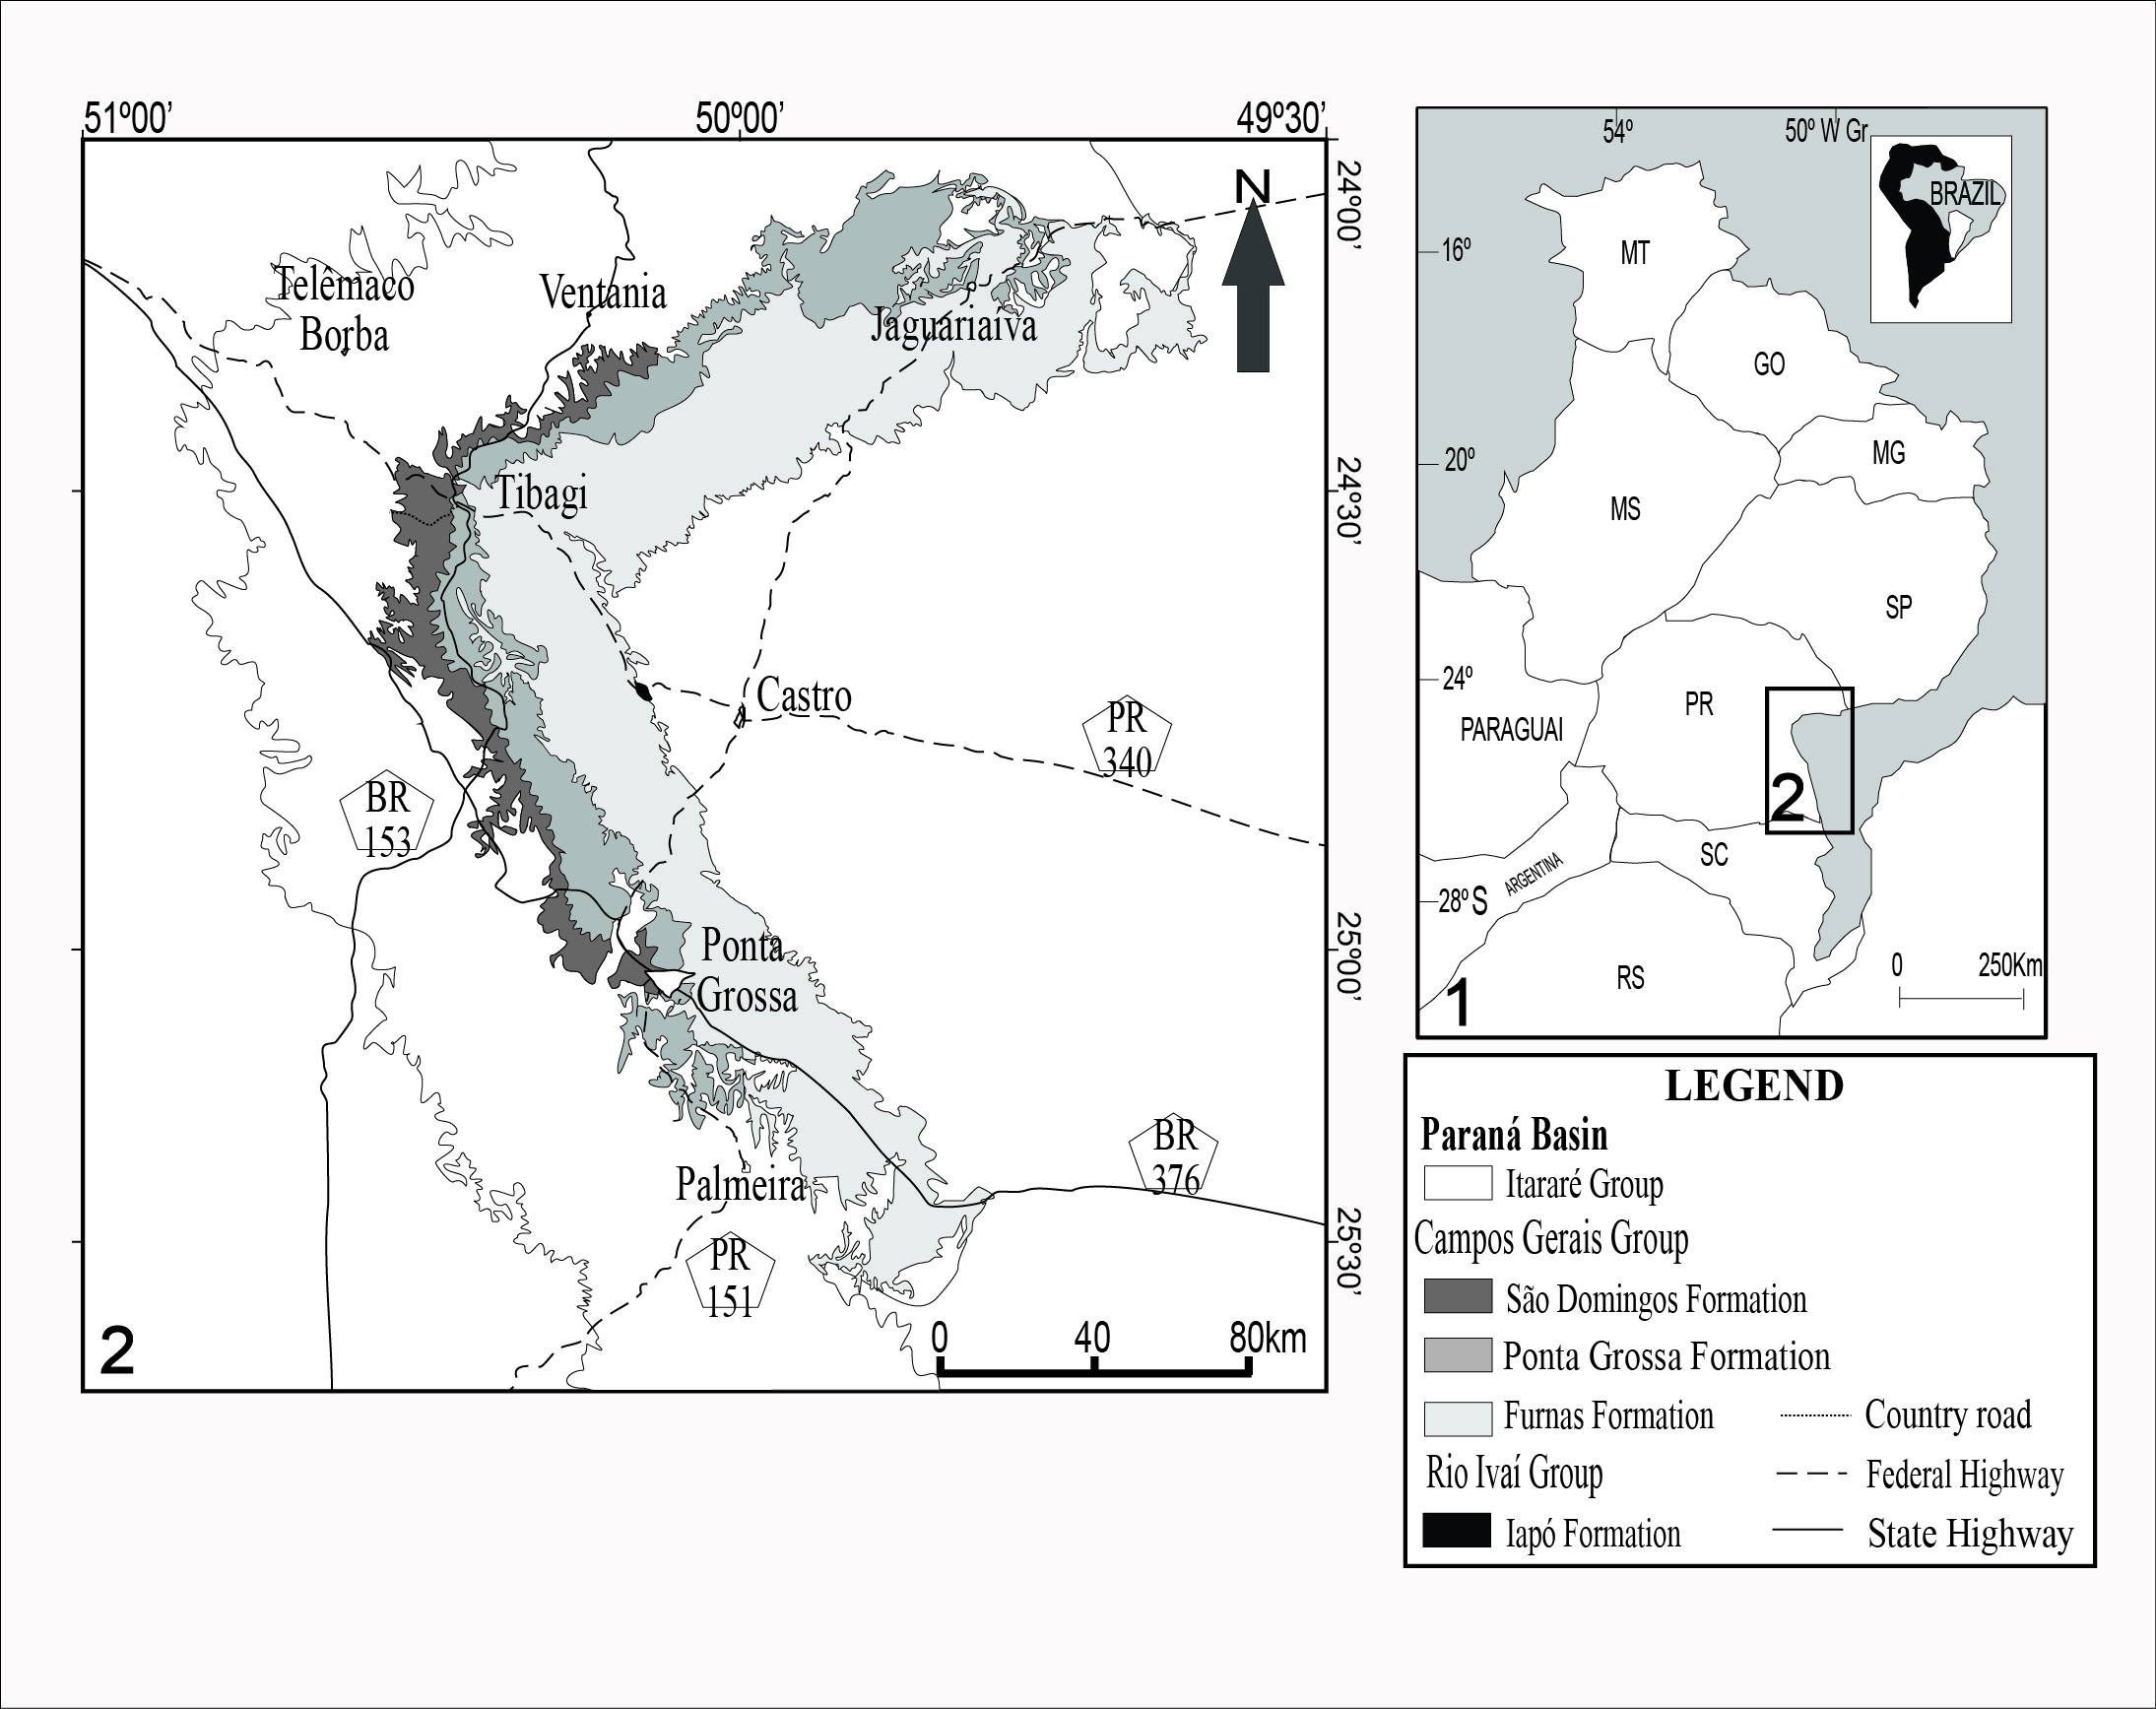 51º00’
50º00’
49º30’
24º00’
24º30’
25º00’
25º30’
N
Telêmaco
Borba
Ventania
Jaguariaíva
Tibagi
Castro
PR
340
BR
153
Ponta
Grossa
BR
376
Palmeira
PR
151
0 40 80km
2
54º
50º W Gr
BRAZIL
16º
MT
GO
20º
MG
MS
SP
24º
PR
PARAGUAI
2
SC
ARGENTINA
28º S
RS
0 250Km
1
LEGEND
Paraná Basin
Itararé Group
Campos Gerais Group
São Domingos Formation
Ponta Grossa Formation
Furnas Formation
Country road
Rio Ivaí Group
Federal Highway
Iapó Formation
State Highway